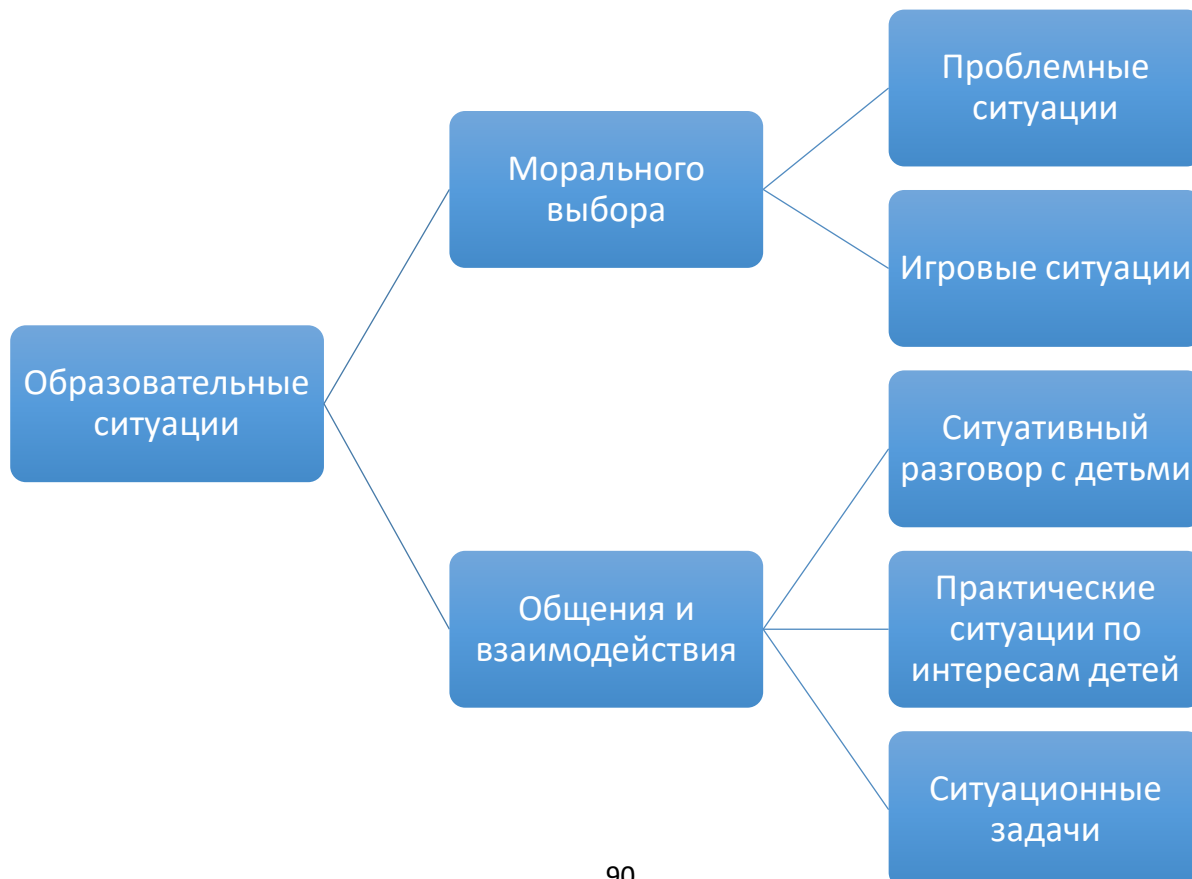 Образовательные
ситуации
Морального
выбора
Проблемные
ситуации
Игровые ситуации
Общения и
взаимодействия
Ситуативный
разговор с детьми
Практические
ситуации по
интересам детей
Ситуационные
задачи
90